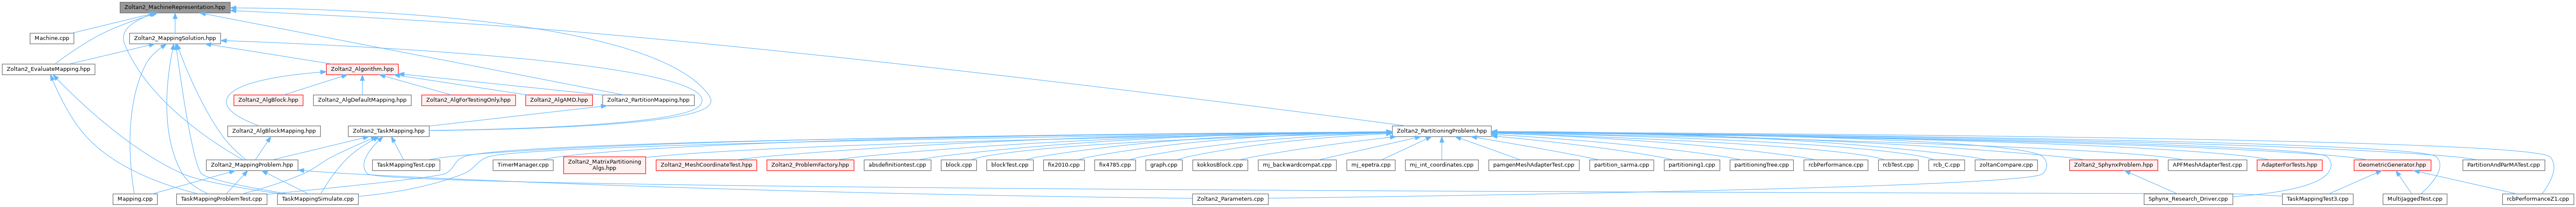 Zoltan2_MachineRepresentation.hpp
Machine.cpp
Zoltan2_MappingSolution.hpp
Zoltan2_EvaluateMapping.hpp
Zoltan2_Algorithm.hpp
Zoltan2_AlgBlock.hpp
Zoltan2_AlgDefaultMapping.hpp
Zoltan2_AlgForTestingOnly.hpp
Zoltan2_AlgAMD.hpp
Zoltan2_PartitionMapping.hpp
Zoltan2_AlgBlockMapping.hpp
Zoltan2_TaskMapping.hpp
Zoltan2_PartitioningProblem.hpp
Zoltan2_MappingProblem.hpp
TaskMappingTest.cpp
TimerManager.cpp
Zoltan2_MatrixPartitioning
Algs.hpp
Zoltan2_MeshCoordinateTest.hpp
Zoltan2_ProblemFactory.hpp
absdefinitiontest.cpp
block.cpp
blockTest.cpp
fix2010.cpp
fix4785.cpp
graph.cpp
kokkosBlock.cpp
mj_backwardcompat.cpp
mj_epetra.cpp
mj_int_coordinates.cpp
pamgenMeshAdapterTest.cpp
partition_sarma.cpp
partitioning1.cpp
partitioningTree.cpp
rcbPerformance.cpp
rcbTest.cpp
rcb_C.cpp
zoltanCompare.cpp
Zoltan2_SphynxProblem.hpp
APFMeshAdapterTest.cpp
AdapterForTests.hpp
GeometricGenerator.hpp
PartitionAndParMATest.cpp
Mapping.cpp
TaskMappingProblemTest.cpp
TaskMappingSimulate.cpp
Zoltan2_Parameters.cpp
Sphynx_Research_Driver.cpp
TaskMappingTest3.cpp
MultiJaggedTest.cpp
rcbPerformanceZ1.cpp